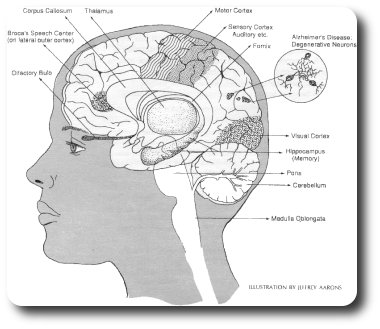 Corpus Callosum
Thalamus
Motor Cortex
Sensory Cortex
Auditory etc.
Fornix
Alzheimer's Disease:
Degenerative Neurons
Broca's Speech Center
(on lateral outer cortex)
Olfactory Bulb
Visual Cortex
Hippocampus
(Memory)
Pons
Cerebellum
Medulla Oblongata
ILLUSTRATION BY JEFFREY AARONS